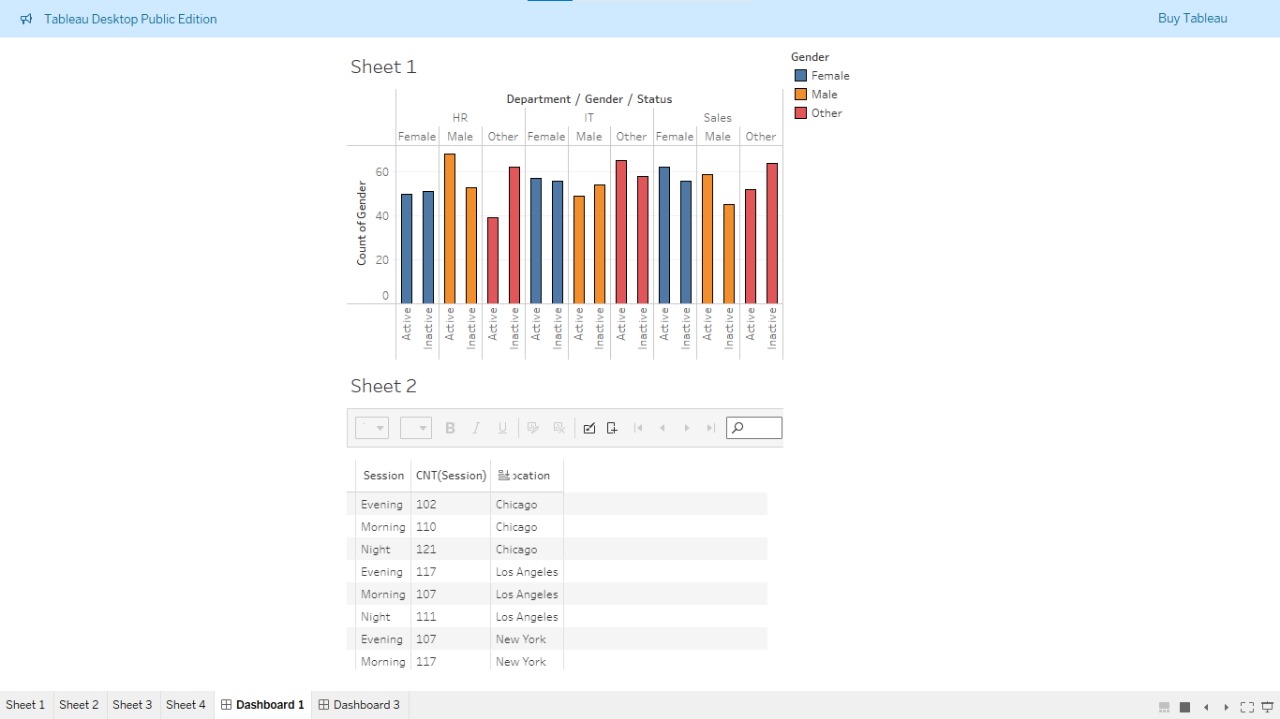 Tableau Desktop Public Edition
Buy Tableau
Sheet 1
Gender
Female
Male
Other
Department / Gender / Status
HR IT Sales
Female Male Other Female Male Other Female Male Other
Count of Gender
60
40
20
0
Active Inactive Active Inactive Active Inactive Active Inactive Active Inactive Active Inactive Active Inactive Active Inactive Active Inactive
Sheet 2
B I U
Session CNT(Session) ocation
Evening 102 Chicago
Morning 110 Chicago
Night 121 Chicago
Evening 117 Los Angeles
Morning 107 Los Angeles
Night 111 Los Angeles
Evening 107 New York
Morning 117 New York
Sheet 1 Sheet 2 Sheet 3 Sheet 4 Dashboard 1 Dashboard 3